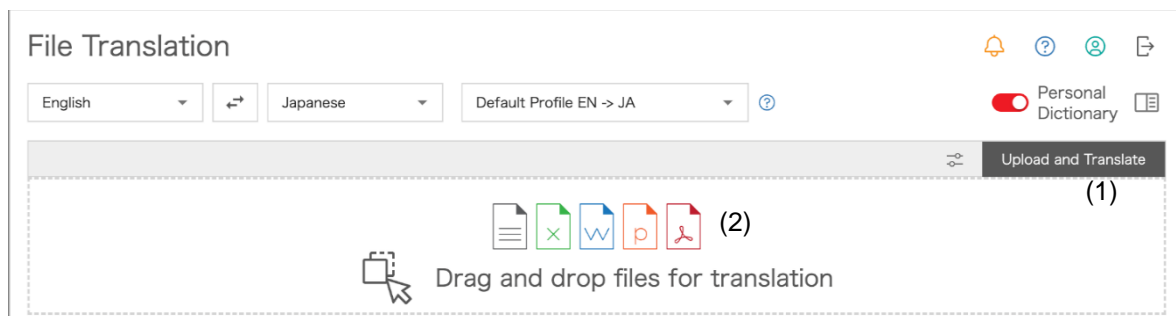 File Translation
English
Japanese
Default Profile EN -> JA
Personal
Dictionary
Upload and Translate
(1)
(2)
Drag and drop files for translation